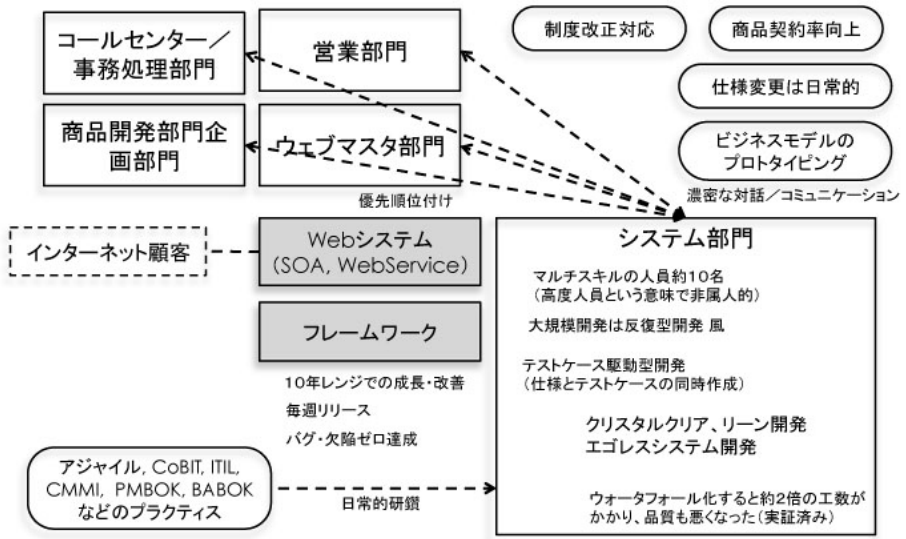 コールセンター／
事務処理部門
営業部門
制度改正対応
商品契約率向上
仕様変更は日常的
商品開発部門企
画部門
ウェブマスタ部門
ビジネスモデルの
プロトタイピング
優先順位付け
濃密な対話／コミュニケーション
インターネット顧客
Webシステム
(SOA, WebService)
フレームワーク
10年レンジでの成長・改善
毎週リリース
バグ・欠陥ゼロ達成
システム部門
マルチスキルの人員約10名
（高度人員という意味で非属人的）
大規模開発は反復型開発 風
テストケース駆動型開発
（仕様とテストケースの同時作成）
クリスタルクリア、リーン開発
エゴレスシステム開発
ウォータフォール化すると約2倍の工数が
かかり、品質も悪くなった（実証済み）
アジャイル, CoBIT, ITIL,
CMMI, PMBOK, BABOK
などのプラクティス
日常的研鑽